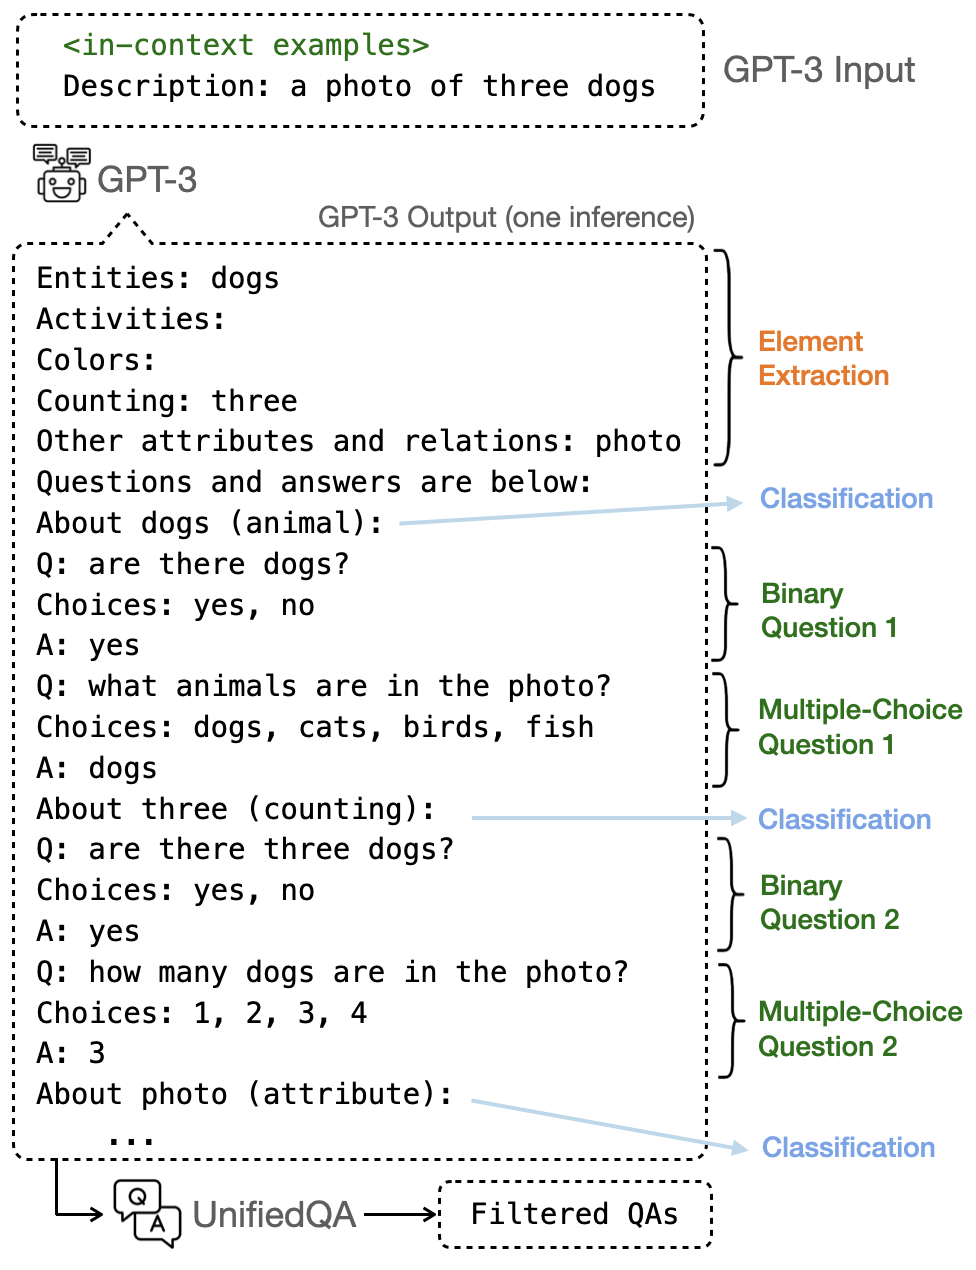 <in-context examples>
Description: a photo of three dogs
GPT-3 Input
GPT-3
GPT-3 Output (one inference)
Entities: dogs
Activities:
Colors:
Counting: three
Other attributes and relations: photo
Element
Extraction
Questions and answers are below:
About dogs (animal):
Classification
Q: are there dogs?
Choices: yes, no
A: yes
Binary
Question 1
Q: what animals are in the photo?
Choices: dogs, cats, birds, fish
A: dogs
Multiple-Choice
Question 1
About three (counting):
Classification
Q: are there three dogs?
Choices: yes, no
A: yes
Binary
Question 2
Q: how many dogs are in the photo?
Choices: 1, 2, 3, 4
A: 3
Multiple-Choice
Question 2
About photo (attribute):
...
Classification
Q
A
UnifiedQA
Filtered QAs